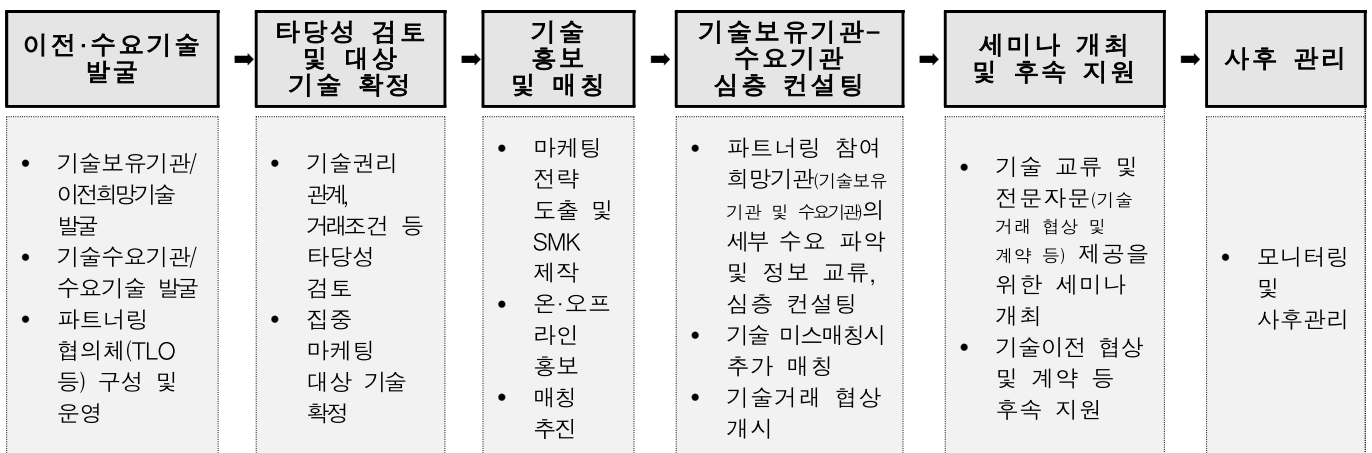 이전·수요기술
발굴
➡
타당성 검토
및 대상
기술 확정
➡
기술
홍보
및 매칭
➡
기술보유기관-
수요기관
심층 컨설팅
➡
세미나 개최
및 후속 지원
➡
사후 관리
• 기술보유기관/
이전희망기술
발굴
• 기술수요기관/
수요기술 발굴
• 파트너링
협의체(TLO
등) 구성 및
운영
• 기술권리
관계,
거래조건 등
타당성
검토
• 집중
마케팅
대상 기술
확정
• 마케팅
전략
도출 및
SMK
제작
• 온·오프
라인
홍보
• 매칭
추진
• 파트너링 참여
희망기관(기술보유
기관 및 수요기관)의
세부 수요 파악
및 정보 교류,
심층 컨설팅
• 기술 미스매칭시
추가 매칭
• 기술거래 협상
개시
• 기술 교류 및
전문자문(기술
거래 협상 및
계약 등) 제공을
위한 세미나
개최
• 기술이전 협상
및 계약 등
후속 지원
• 모니터링
및
사후관리